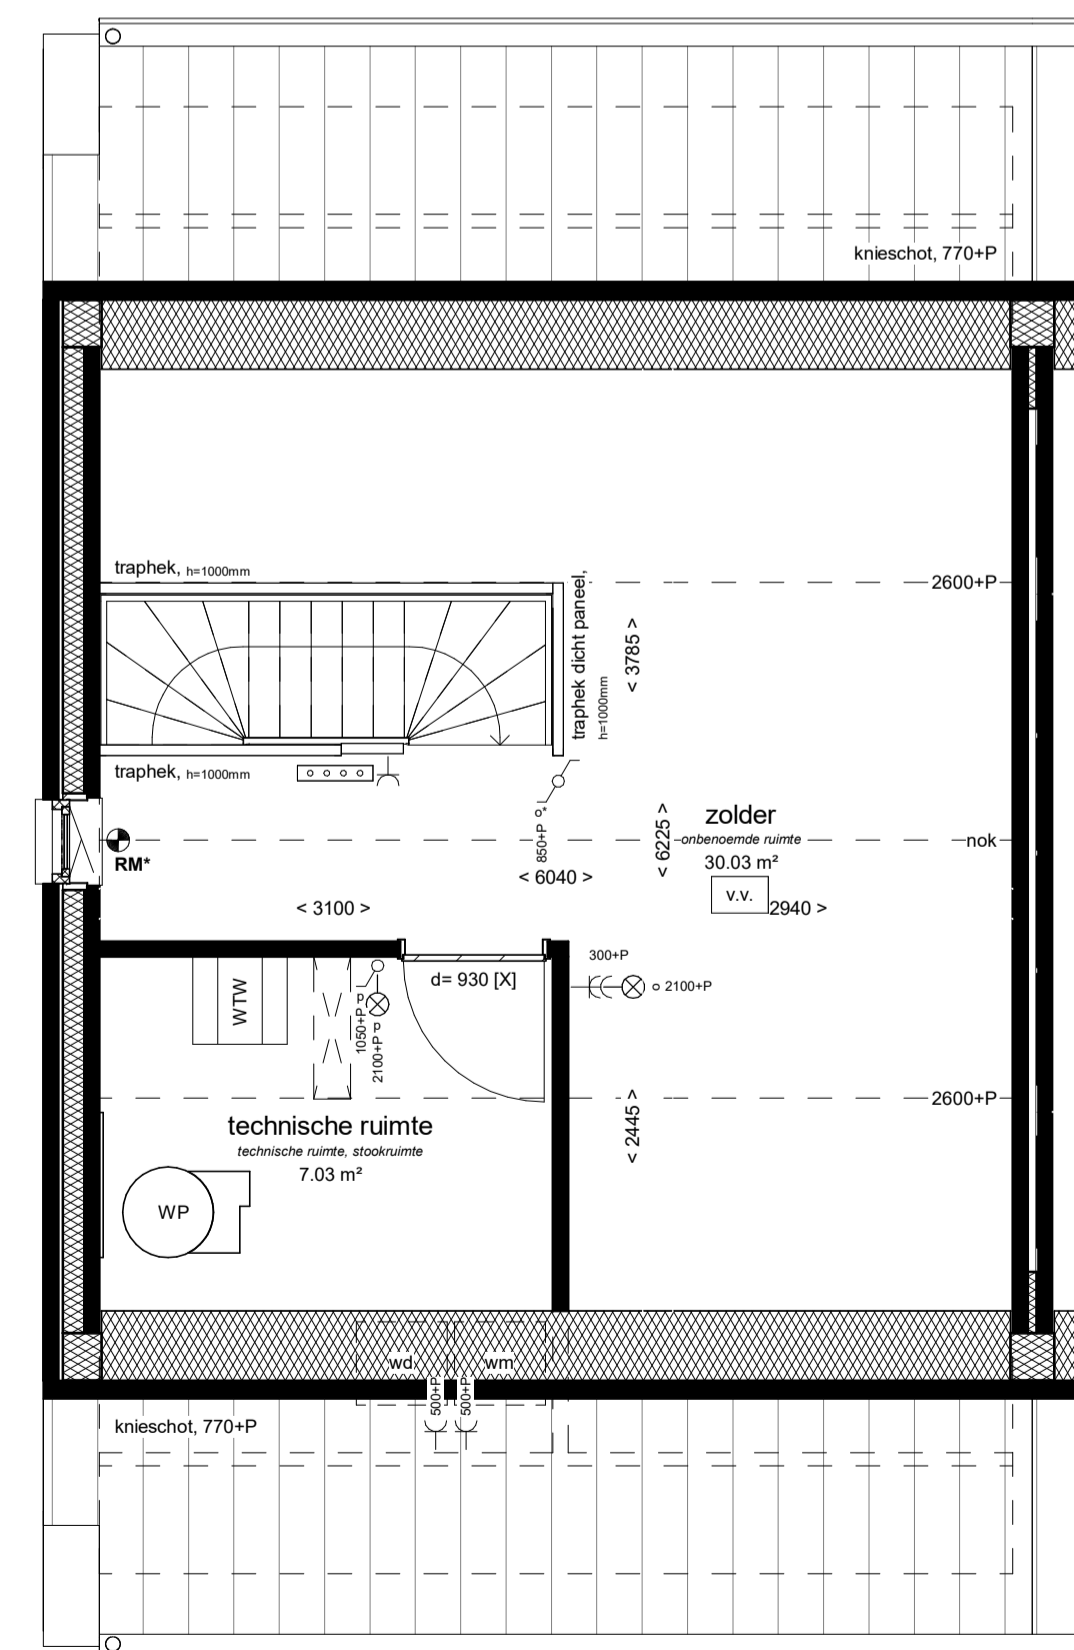 knieschot, 770+P
traphek, h=1000mm
2600+P
traphek dicht paneel,
h=1000mm
< 3785 >
traphek, h=1000mm
850+P o*
zolder
onbenoemde ruimte
30.03 m²
nok
RM*
< 6225 >
< 6040 >
v.v.
< 3100 >
2940 >
300+P
d= 930 [X]
2100+P
WTW
1050+P p
2100+P p
2600+P
< 2445 >
technische ruimte
technische ruimte, stookruimte
7.03 m²
WP
wd
wm
500+P
500+P
knieschot, 770+P